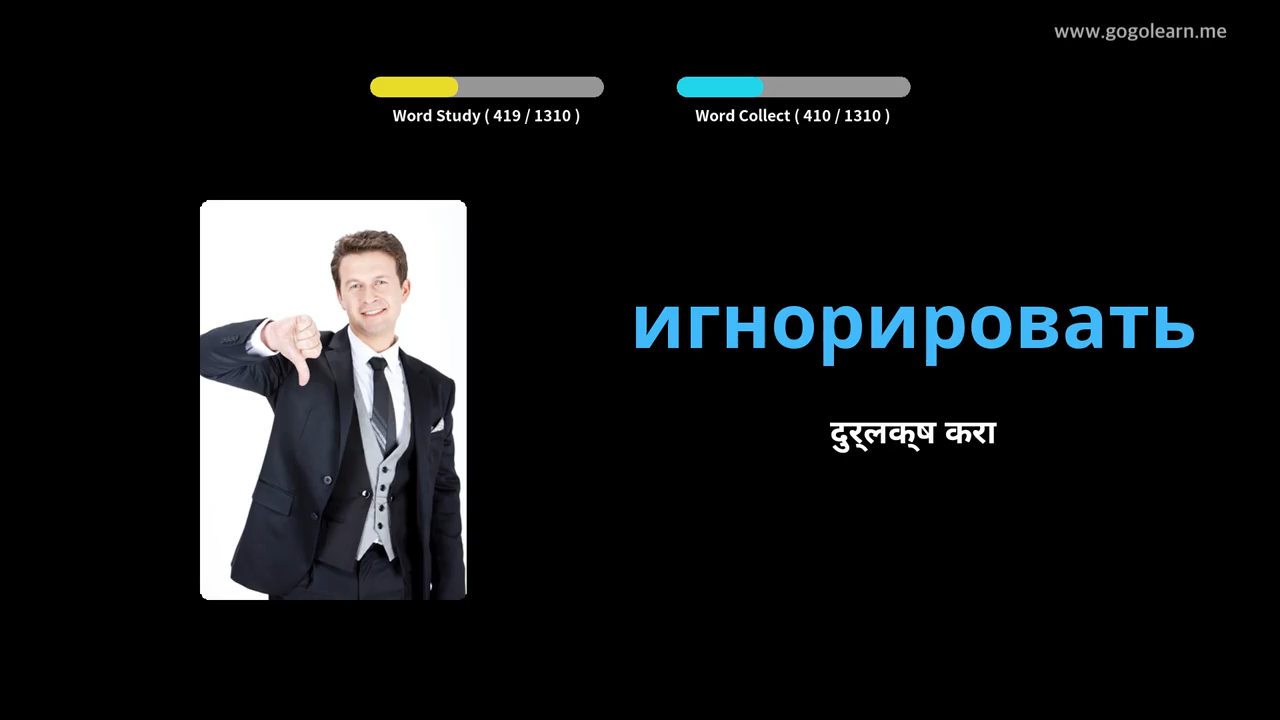 www.gogolearn.me
Word Study ( 419 / 1310 )
Word Collect ( 410 / 1310 )
игнорировать
दुर्‍लक्‍ष करा